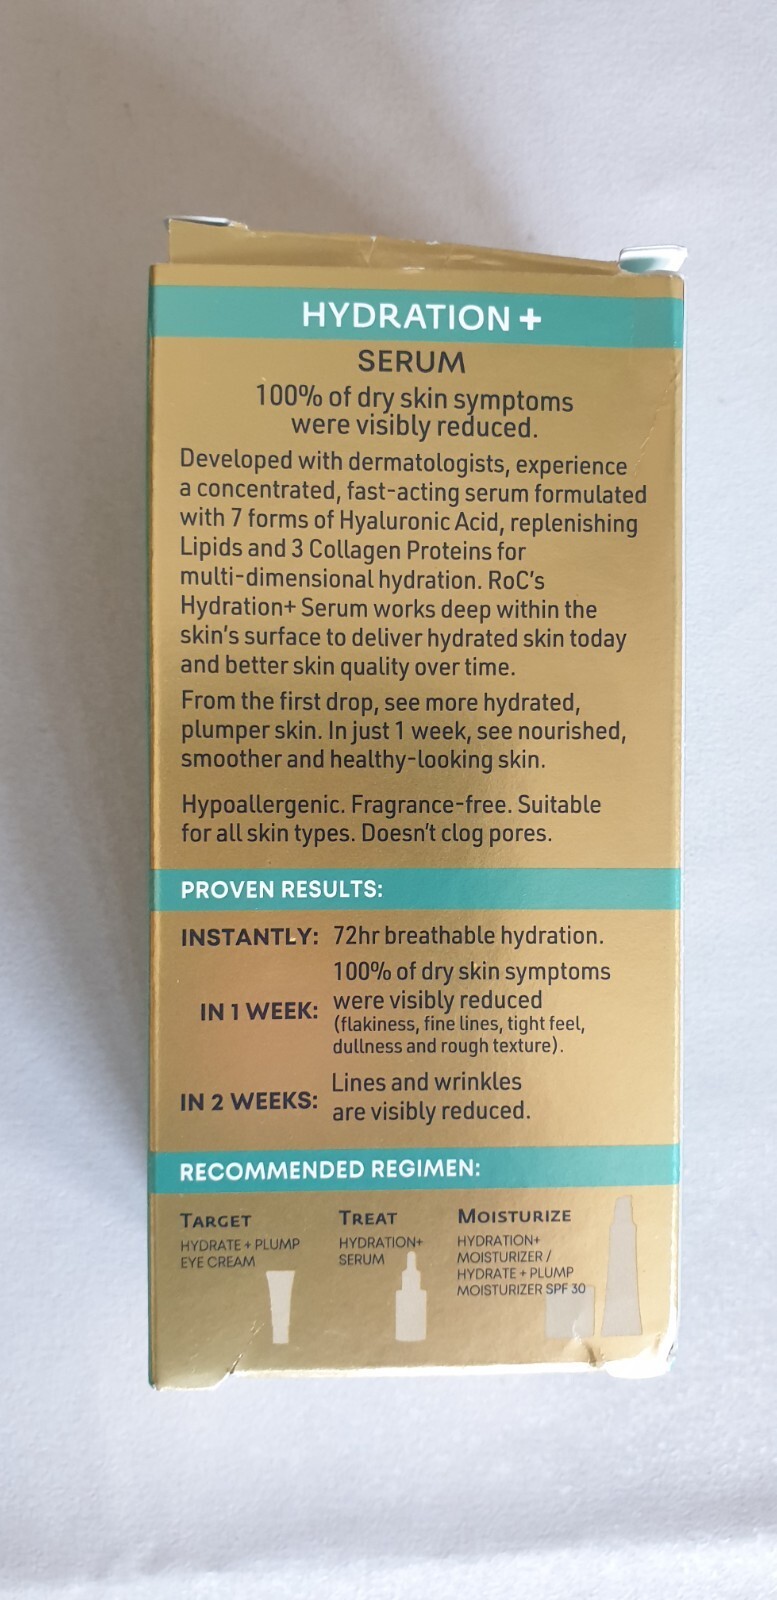 HYDRATION +
SERUM
100% of dry skin symptoms
were visibly reduced.
Developed with dermatologists, experience
a concentrated, fast-acting serum formulated
with 7 forms of Hyaluronic Acid, replenishing
Lipids and 3 Collagen Proteins for
multi-dimensional hydration. RoC's
Hydration+ Serum works deep within the
skin's surface to deliver hydrated skin today
and better skin quality over time.
From the first drop, see more hydrated,
plumper skin. In just 1 week, see nourished,
smoother and healthy-looking skin.
Hypoallergenic. Fragrance-free. Suitable
for all skin types. Doesn't clog pores.
PROVEN RESULTS:
INSTANTLY: 72hr breathable hydration.
IN 1 WEEK: 100% of dry skin symptoms
were visibly reduced
(flakiness, fine lines, tight feel,
dullness and rough texture).
IN 2 WEEKS: Lines and wrinkles
are visibly reduced.
RECOMMENDED REGIMEN:
TARGET
HYDRATE + PLUMP
EYE CREAM
TREAT
HYDRATION+
SERUM
MOISTURIZE
HYDRATION+
MOISTURIZER /
HYDRATE + PLUMP
MOISTURIZER SPF 30